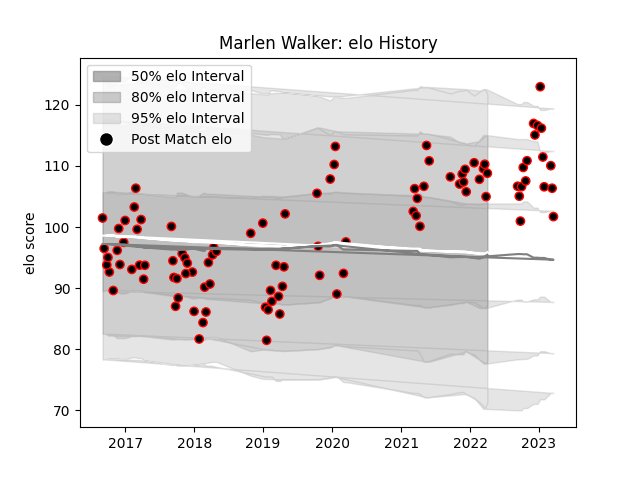 Marlen Walker: elo History
50% elo Interval
80% elo Interval
95% elo Interval
Post Match elo
elo score
120
110
100
90
80
70
2017 2018 2019 2020 2021 2022 2023